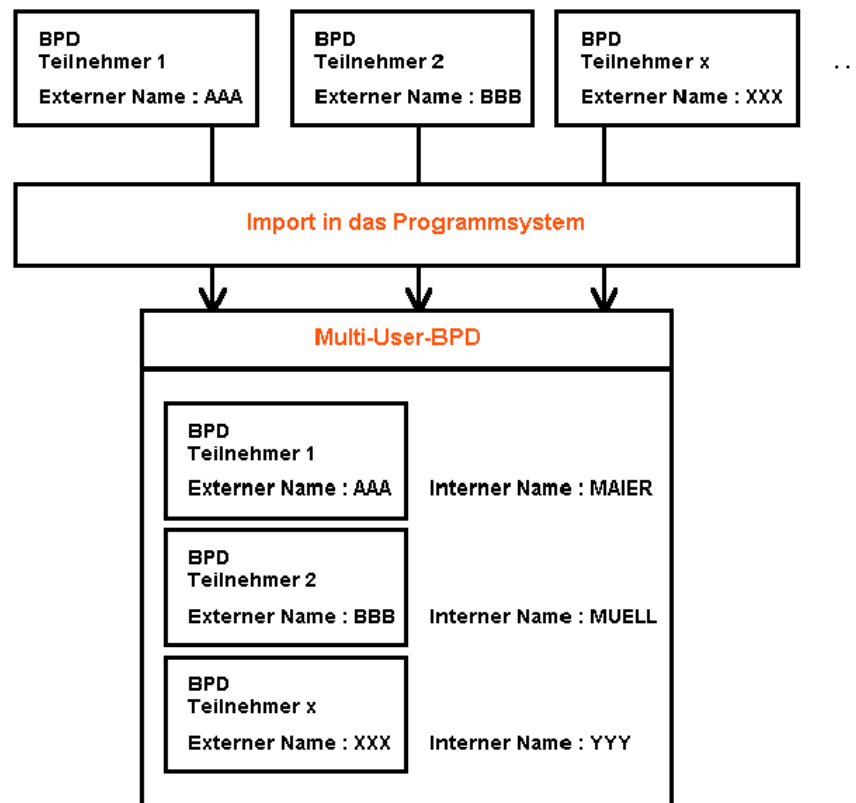 BPD
Teilnehmer 1
Externer Name : AAA
BPD
Teilnehmer 2
Externer Name : BBB
BPD
Teilnehmer x
Externer Name : XXX
. .
Import in das Programmsystem
Multi-User-BPD
BPD
Teilnehmer 1
Externer Name : AAA
Interner Name : MAIER
BPD
Teilnehmer 2
Externer Name : BBB
Interner Name : MUELL
BPD
Teilnehmer x
Externer Name : XXX
Interner Name : YYY